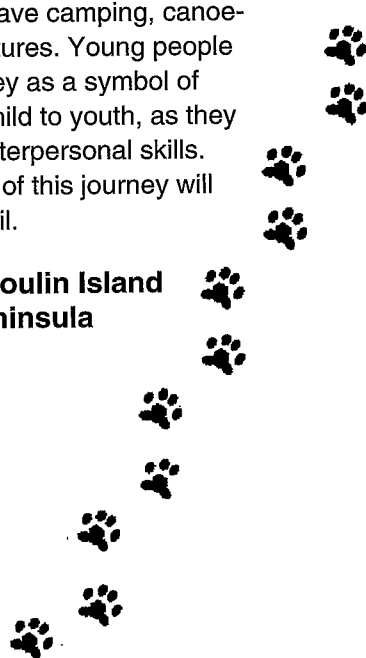 ave camping, canoe-
tures. Young people
ey as a symbol of
hild to youth, as they
terpersonal skills.
of this journey will
il.
oulin Island
ninsula